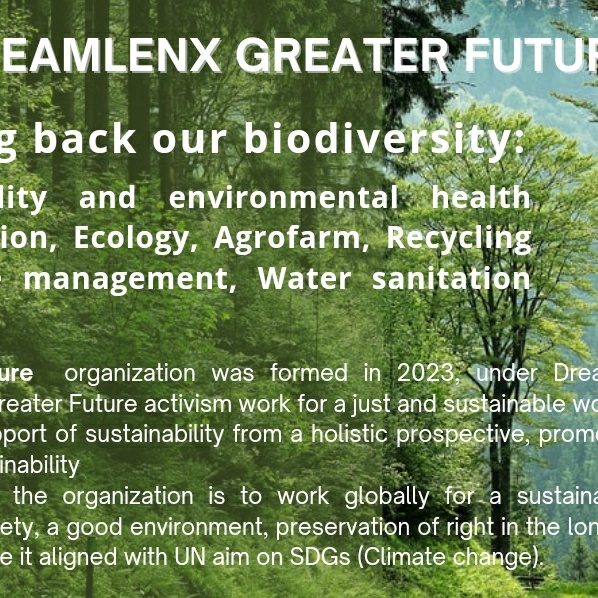 EAMLENX GREATER FUTUR
g back our biodiversity:
lity and environmental health
ion, Ecology, Agrofarm, Recycling
e management, Water sanitation
ure organization was formed in 2023, under Drea
reater Future activism work for a just and sustainable wo
pport of sustainability from a holistic prospective, promo
inability
the organization is to work globally for a sustaina
ety, a good environment, preservation of right in the lon
e it aligned with UN aim on SDGs (Climate change).